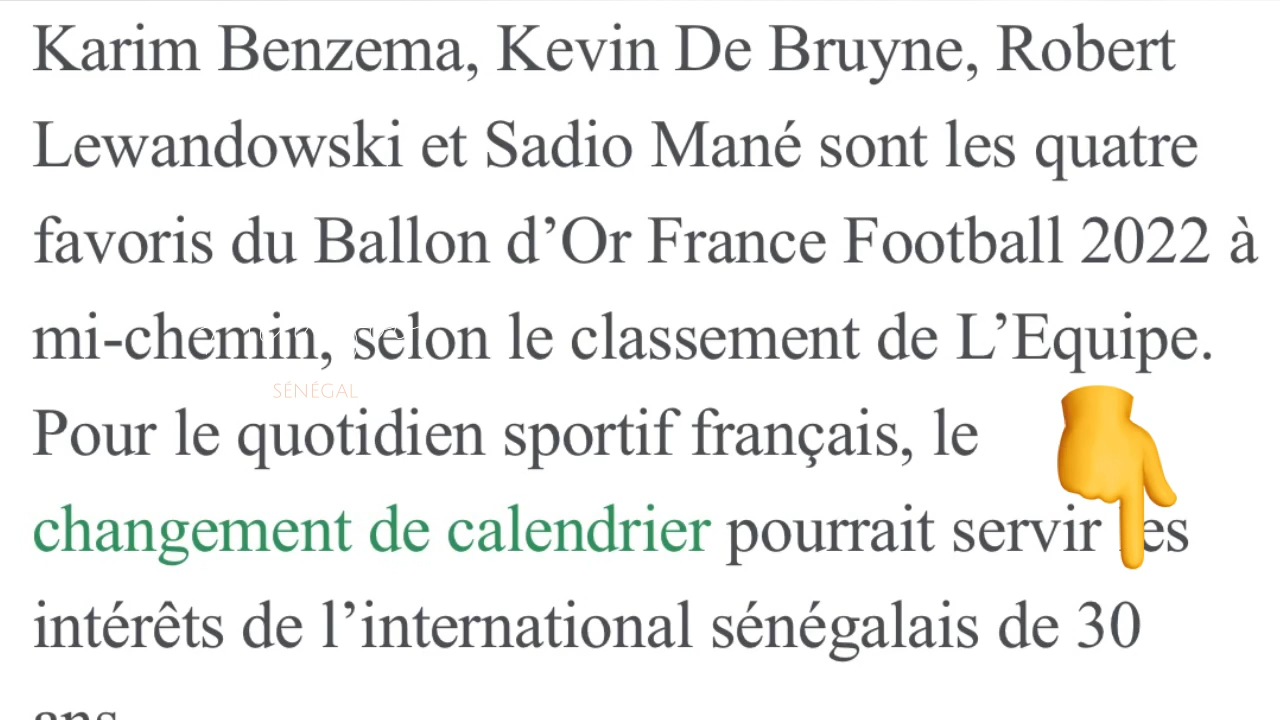 Karim Benzema, Kevin De Bruyne, Robert
Lewandowski et Sadio Mané sont les quatre
favoris du Ballon d’Or France Football 2022 à
mi-chemin, selon le classement de L’Equipe.
SÉNÉGAL
Pour le quotidien sportif français, le
changement de calendrier pourrait servir les
intérêts de l’international sénégalais de 30
ans